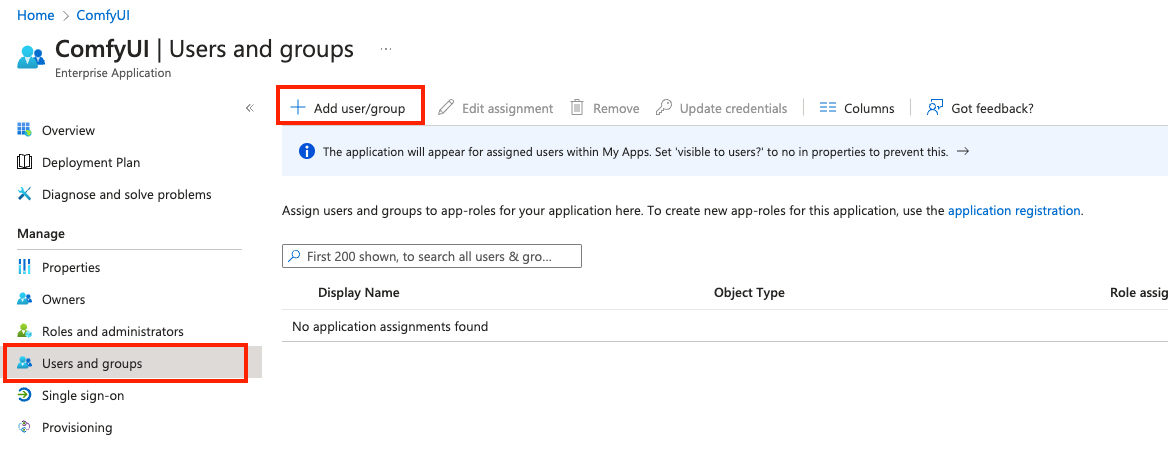 Home > ComfyUI
ComfyUI | Users and groups ...
Enterprise Application
«
Overview
Deployment Plan
Diagnose and solve problems
Manage
Properties
Owners
Roles and administrators
Users and groups
Single sign-on
Provisioning
Add user/group Edit assignment Remove Update credentials Columns Got feedback?
The application will appear for assigned users within My Apps. Set 'visible to users?' to no in properties to prevent this. →
Assign users and groups to app-roles for your application here. To create new app-roles for this application, use the application registration.
First 200 shown, to search all users & gro...
Display Name Object Type Role assig
No application assignments found